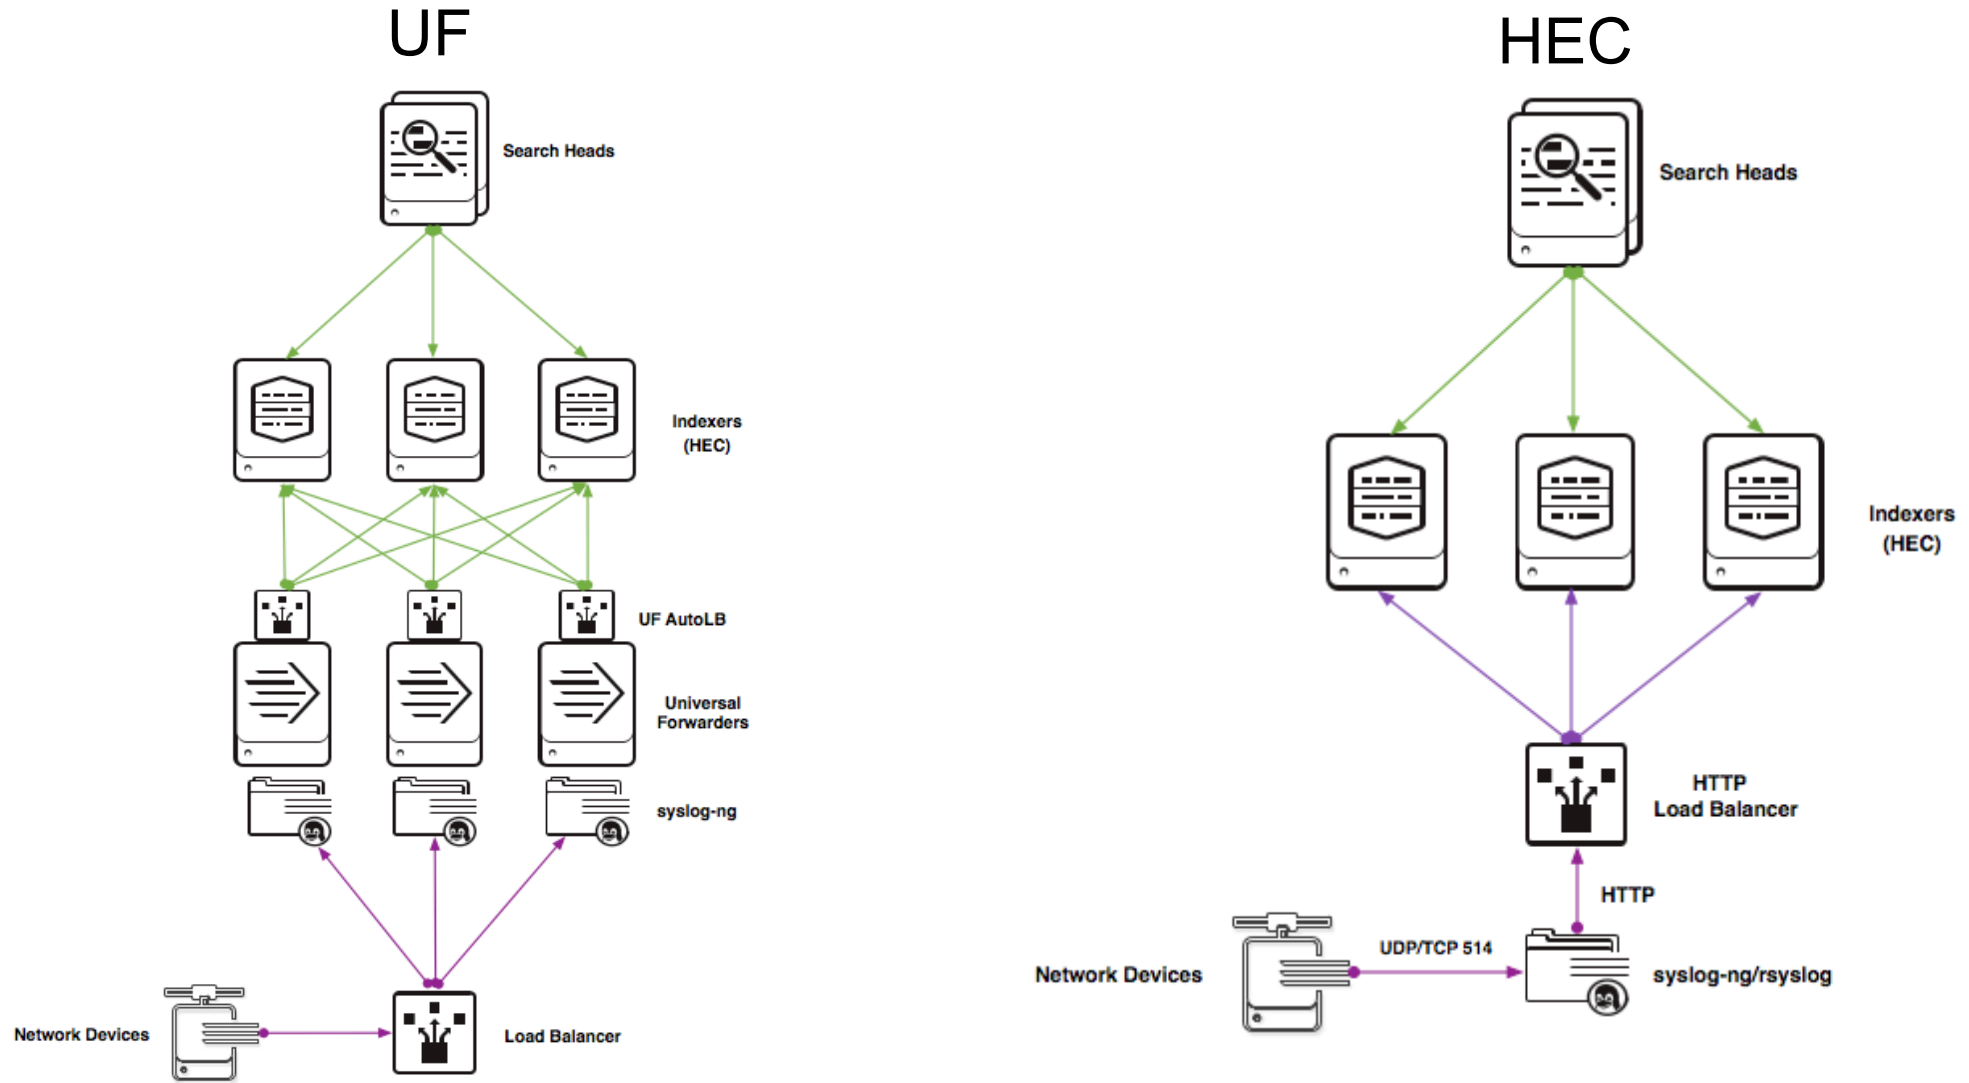 UF
Search Heads
Indexers
(HEC)
UF AutoLB
Universal
Forwarders
syslog-ng
Network Devices
Load Balancer
HEC
Search Heads
Indexers
(HEC)
HTTP
Load Balancer
HTTP
UDP/TCP 514
Network Devices
syslog-ng/rsyslog